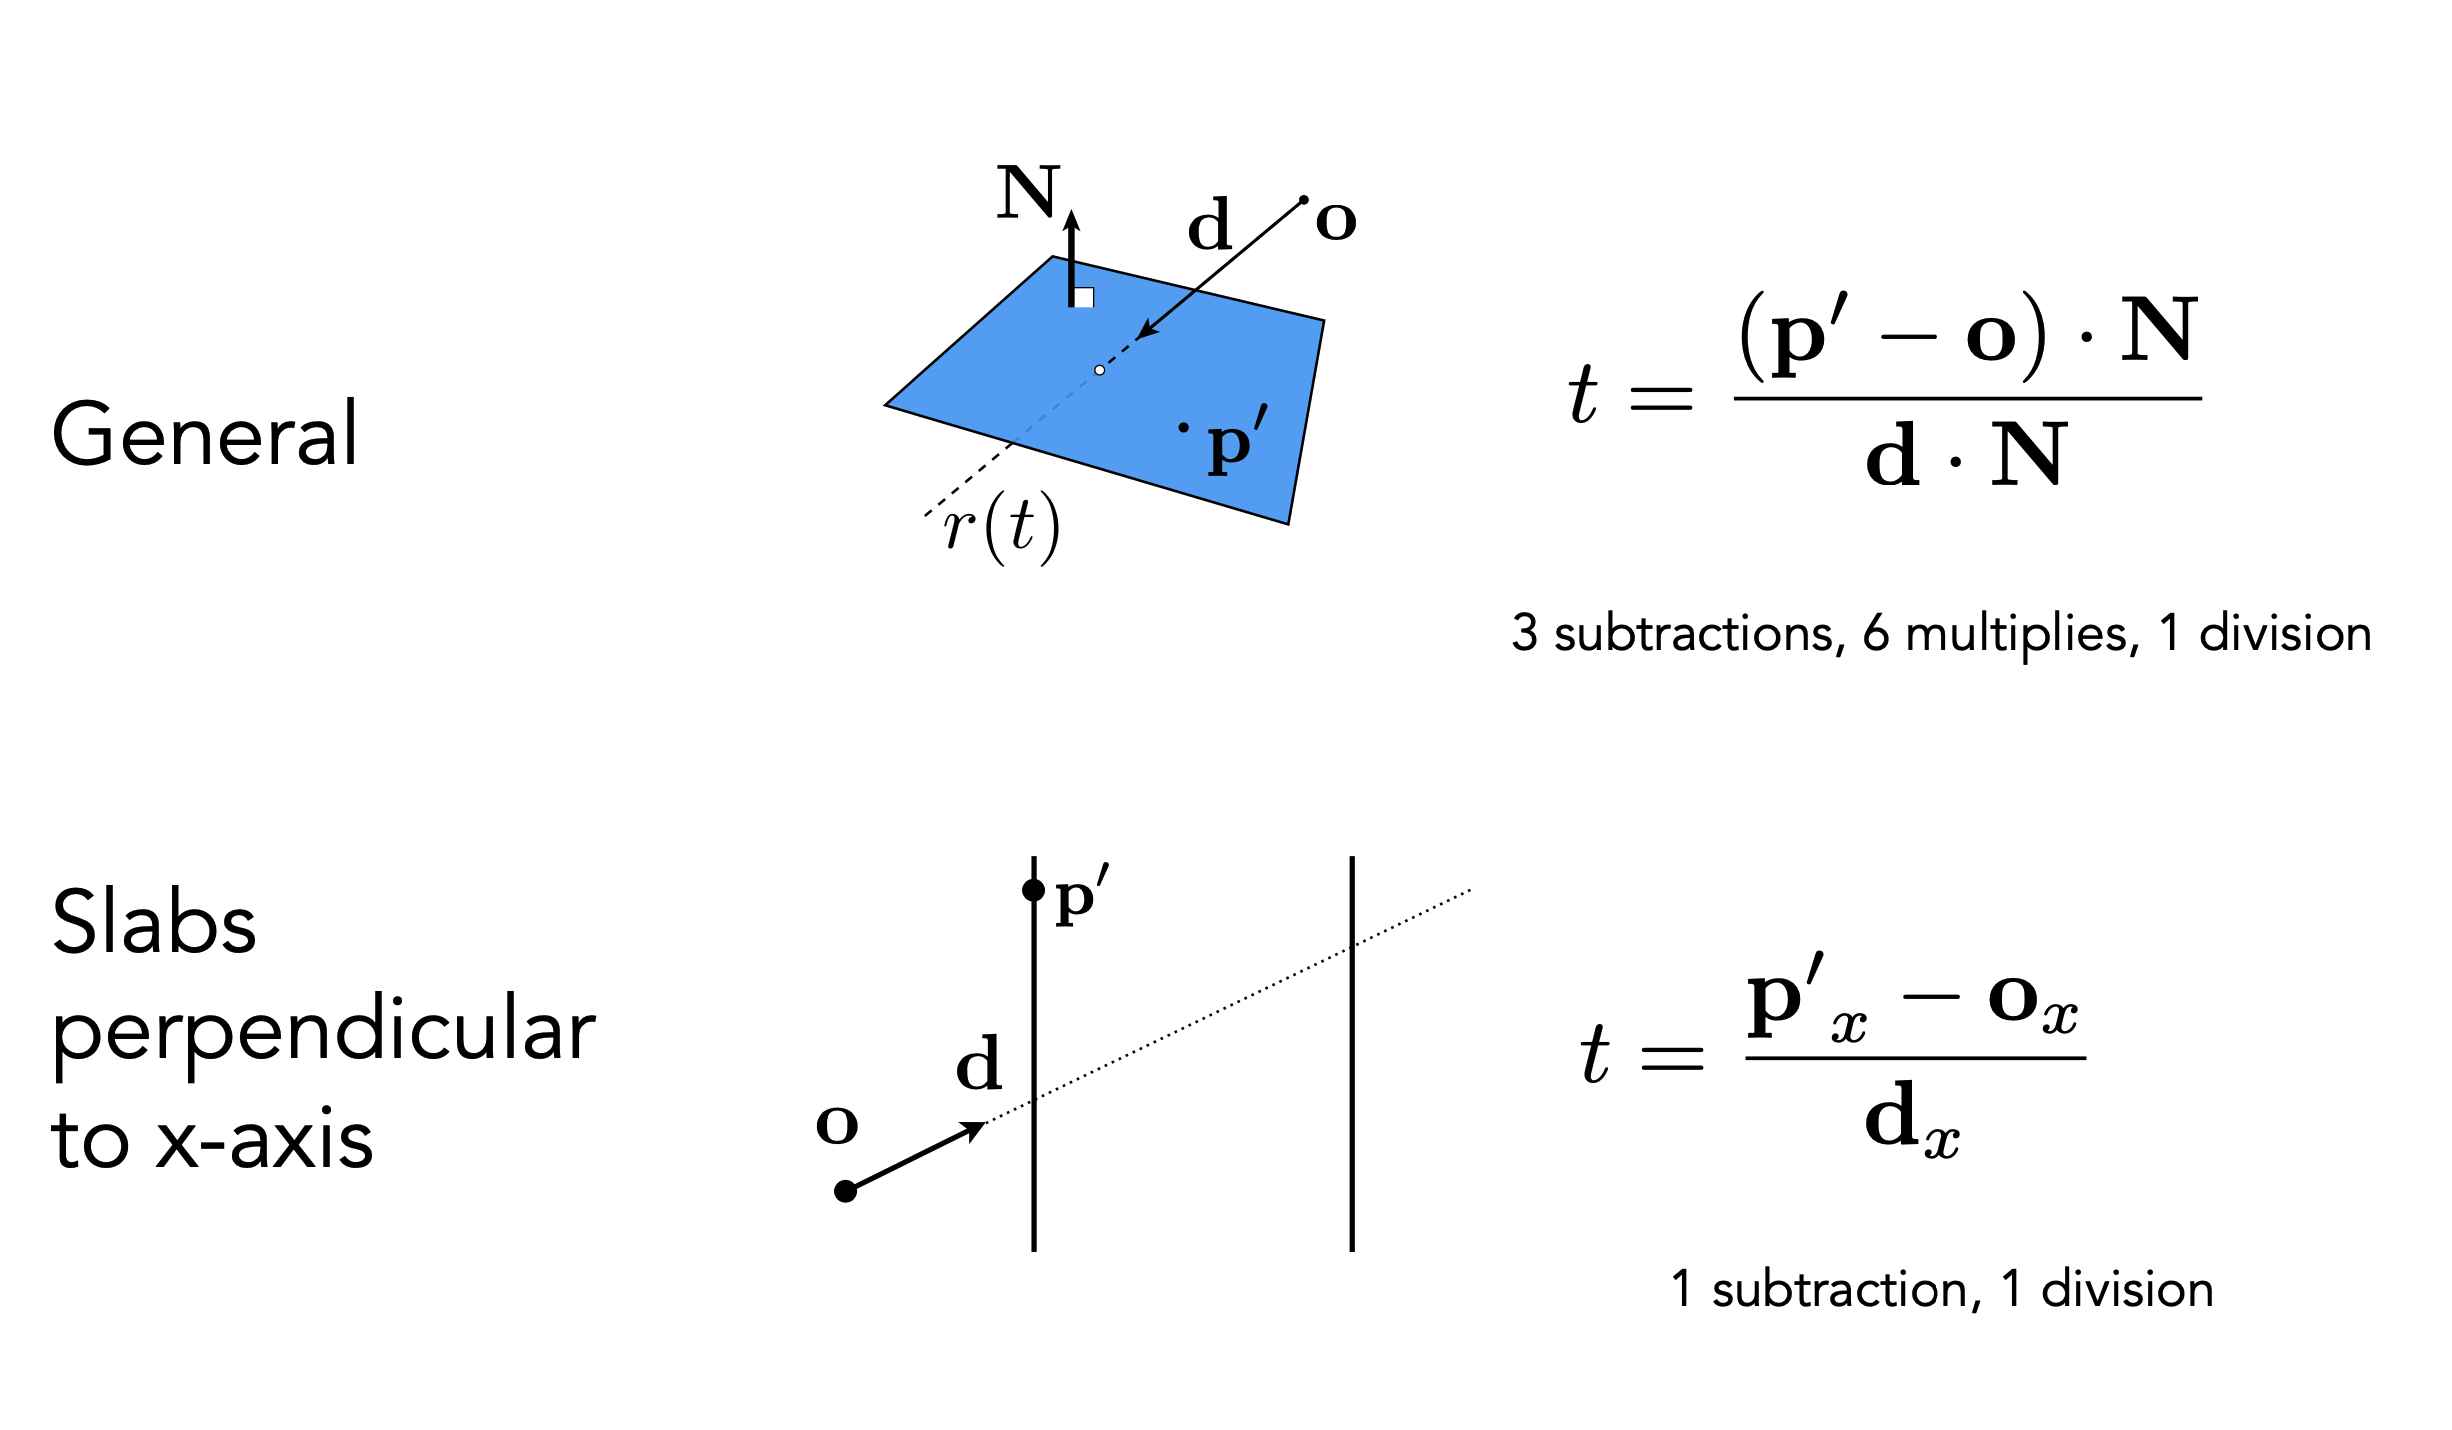 General
N
d
o
p′
r(t)
t = (p′ − o) · N / d · N
3 subtractions, 6 multiplies, 1 division
Slabs
perpendicular
to x-axis
p′
d
o
t = p′x − ox / dx
1 subtraction, 1 division